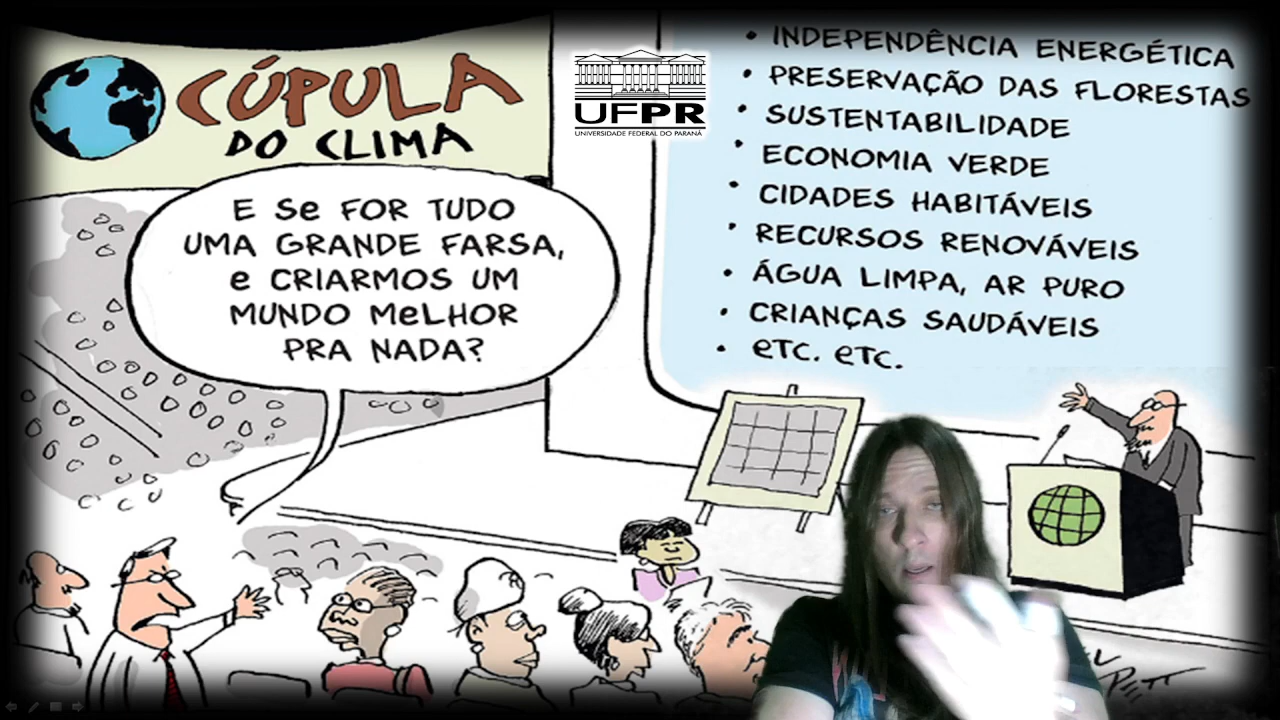 CÚPULA
DO CLIMA
E Se FOR TUDO
UMA GRANDE FARSA,
e CRIARMOS UM
MUNDO MeLHOR
PRA NADA?
UFPR
UNIVERSIDADE FEDERAL DO PARANÁ
• INDEPENDÊNCIA ENERGÉTICA
• PRESERVAÇÃO DAS FLORESTAS
• SUSTENTABILIDADE
• ECONOMIA VERDE
• CIDADES HABITÁVEIS
• RECURSOS RENOVÁVEIS
• ÁGUA LIMPA, AR PURO
• CRIANÇAS SAUDÁVEIS
• eTC. eTC.